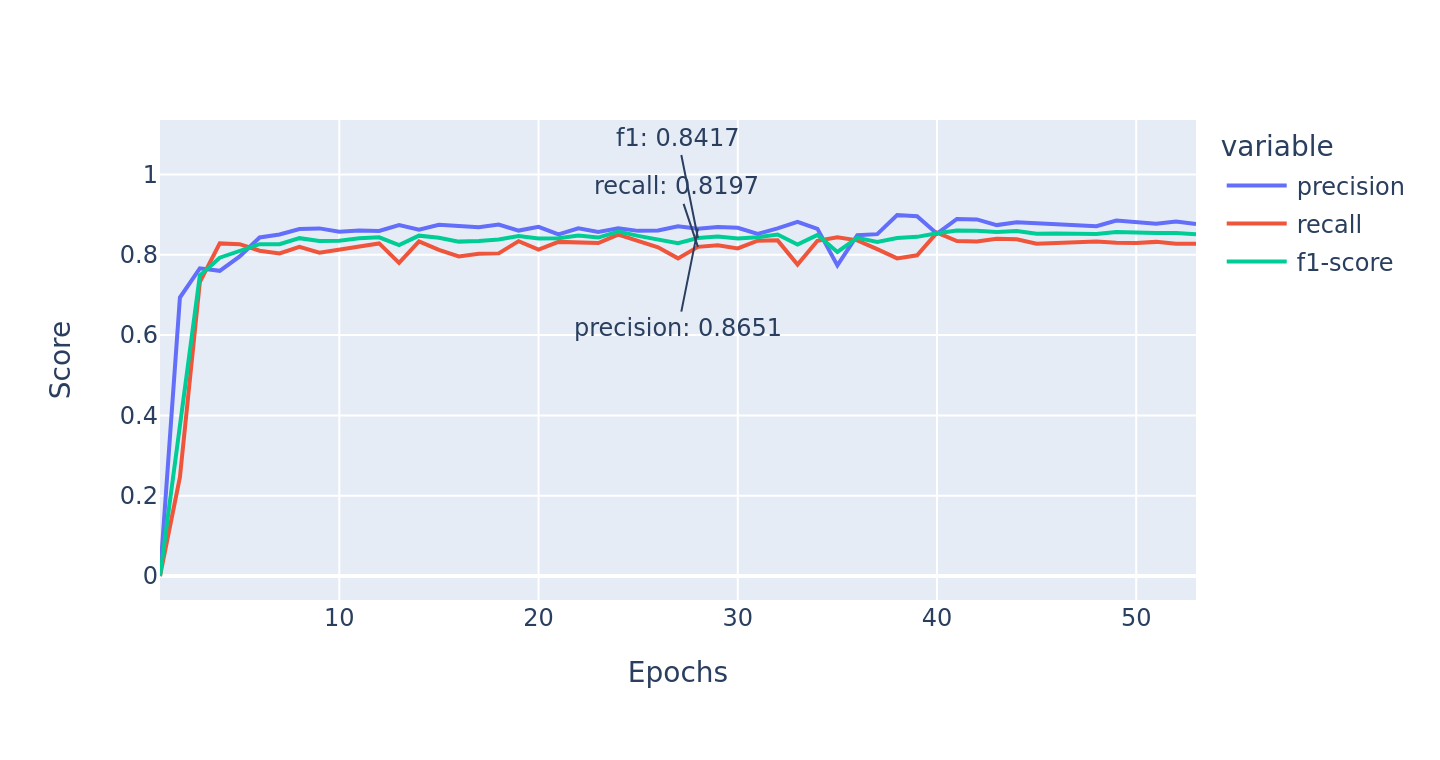 f1: 0.8417
recall: 0.8197
precision: 0.8651
1
0.8
0.6
0.4
0.2
0
10
20
30
40
50
Score
Epochs
variable
precision
recall
f1-score